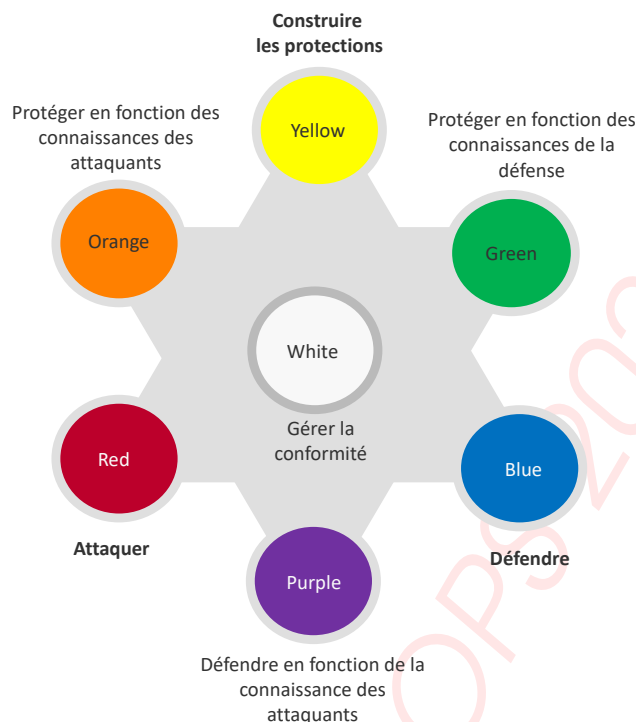 Construire
les protections
Protéger en fonction des
connaissances des
attaquants
Yellow
Protéger en fonction des
connaissances de la
défense
Orange
Green
White
Gérer la
conformité
Red
Blue
Attaquer
Défendre
Purple
Défendre en fonction de la
connaissance des
attaquants